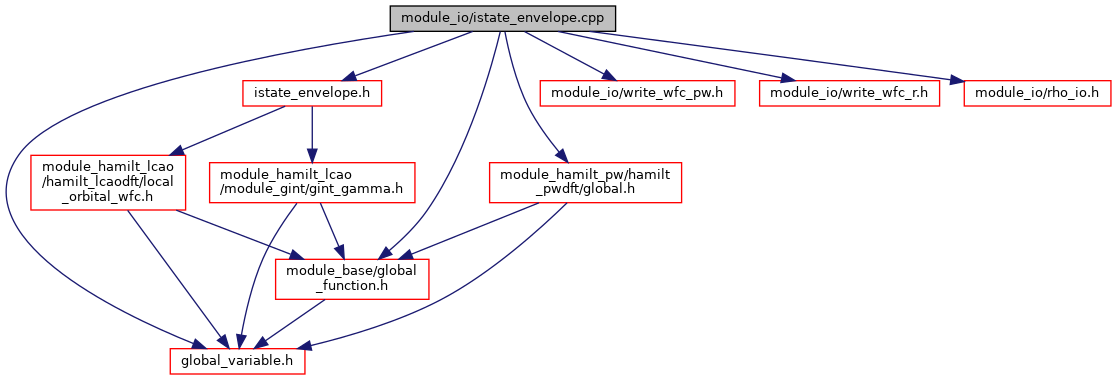 module_io/istate_envelope.cpp
istate_envelope.h
module_io/write_wfc_pw.h
module_io/write_wfc_r.h
module_io/rho_io.h
module_hamilt_lcao
/hamilt_lcaodft/local
_orbital_wfc.h
module_hamilt_lcao
/module_gint/gint_gamma.h
module_hamilt_pw/hamilt
_pwdft/global.h
module_base/global
_function.h
global_variable.h